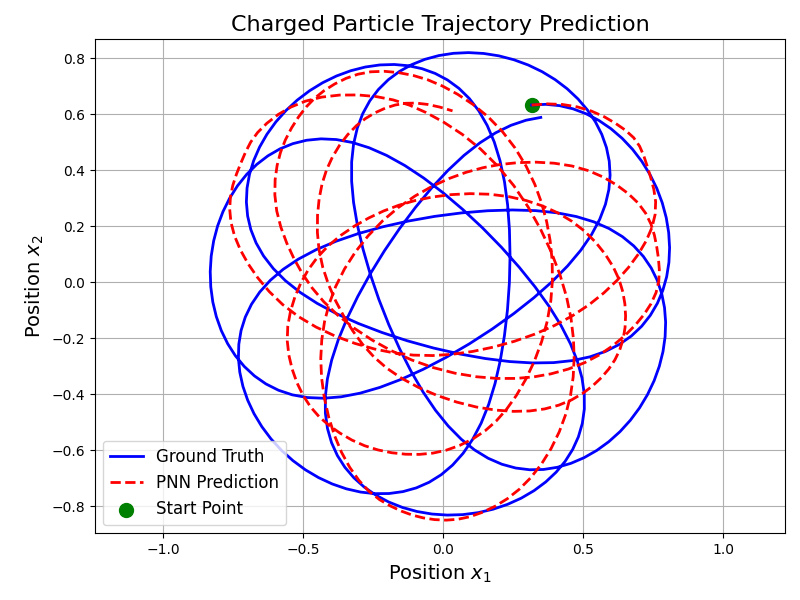 Charged Particle Trajectory Prediction
Position $x_2$
0.8
0.6
0.4
0.2
0.0
−0.2
−0.4
−0.6
−0.8
Ground Truth
PNN Prediction
Start Point
−1.0
−0.5
0.0
0.5
1.0
Position $x_1$